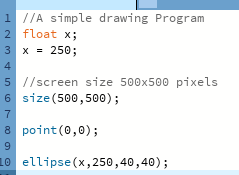 1 //A simple drawing Program
2 float x;
3 x = 250;
4
5 //screen size 500x500 pixels
6 size(500,500);
7
8 point(0,0);
9
10 ellipse(x,250,40,40);